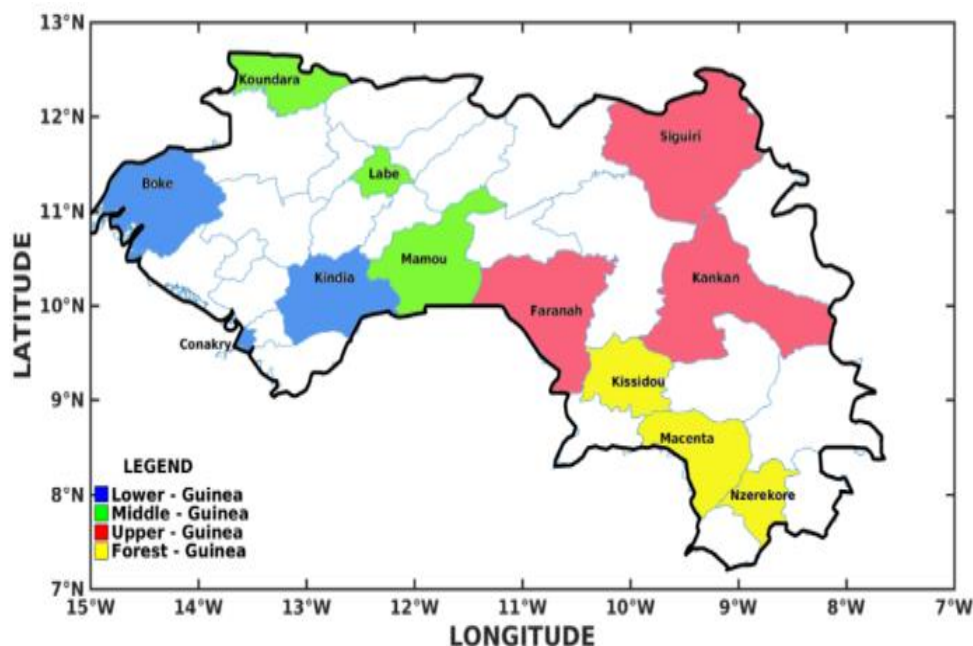 13°N
12°N
11°N
10°N
9°N
8°N
7°N
LATITUDE
Koundara
Siguiri
Boke
Labe
Mamou
Kindia
Kankan
Faranah
Conakry
Kissidou
Macenta
Nzerekore
LEGEND
Lower - Guinea
Middle - Guinea
Upper - Guinea
Forest - Guinea
15°W 14°W 13°W 12°W 11°W 10°W 9°W 8°W 7°W
LONGITUDE